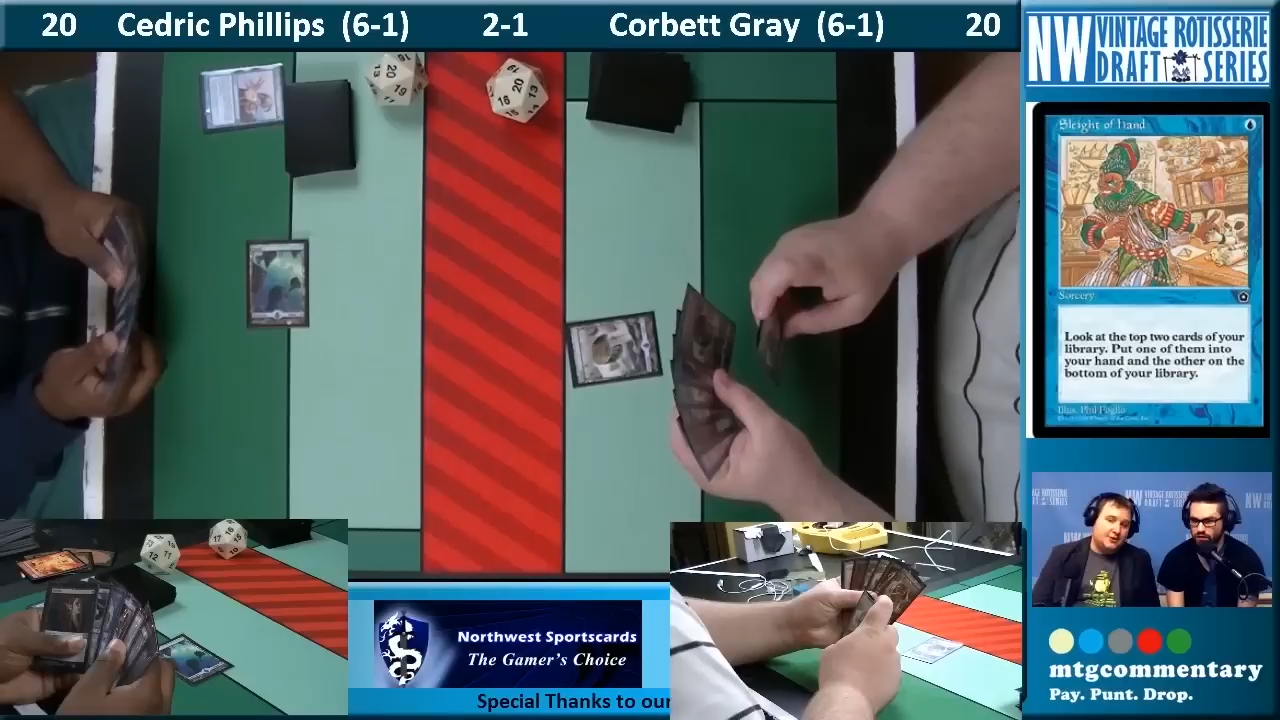 20 Cedric Phillips (6-1) 2-1 Corbett Gray (6-1) 20
NW VINTAGE ROTISSERIE
DRAFT SERIES
Sleight of Hand
Sorcery
Look at the top two cards of your
library. Put one of them into
your hand and the other on the
bottom of your library.
Illus. Phil Foglio
Northwest Sportscards
The Gamer's Choice
Special Thanks to our
mtgcommentary
Pay. Punt. Drop.